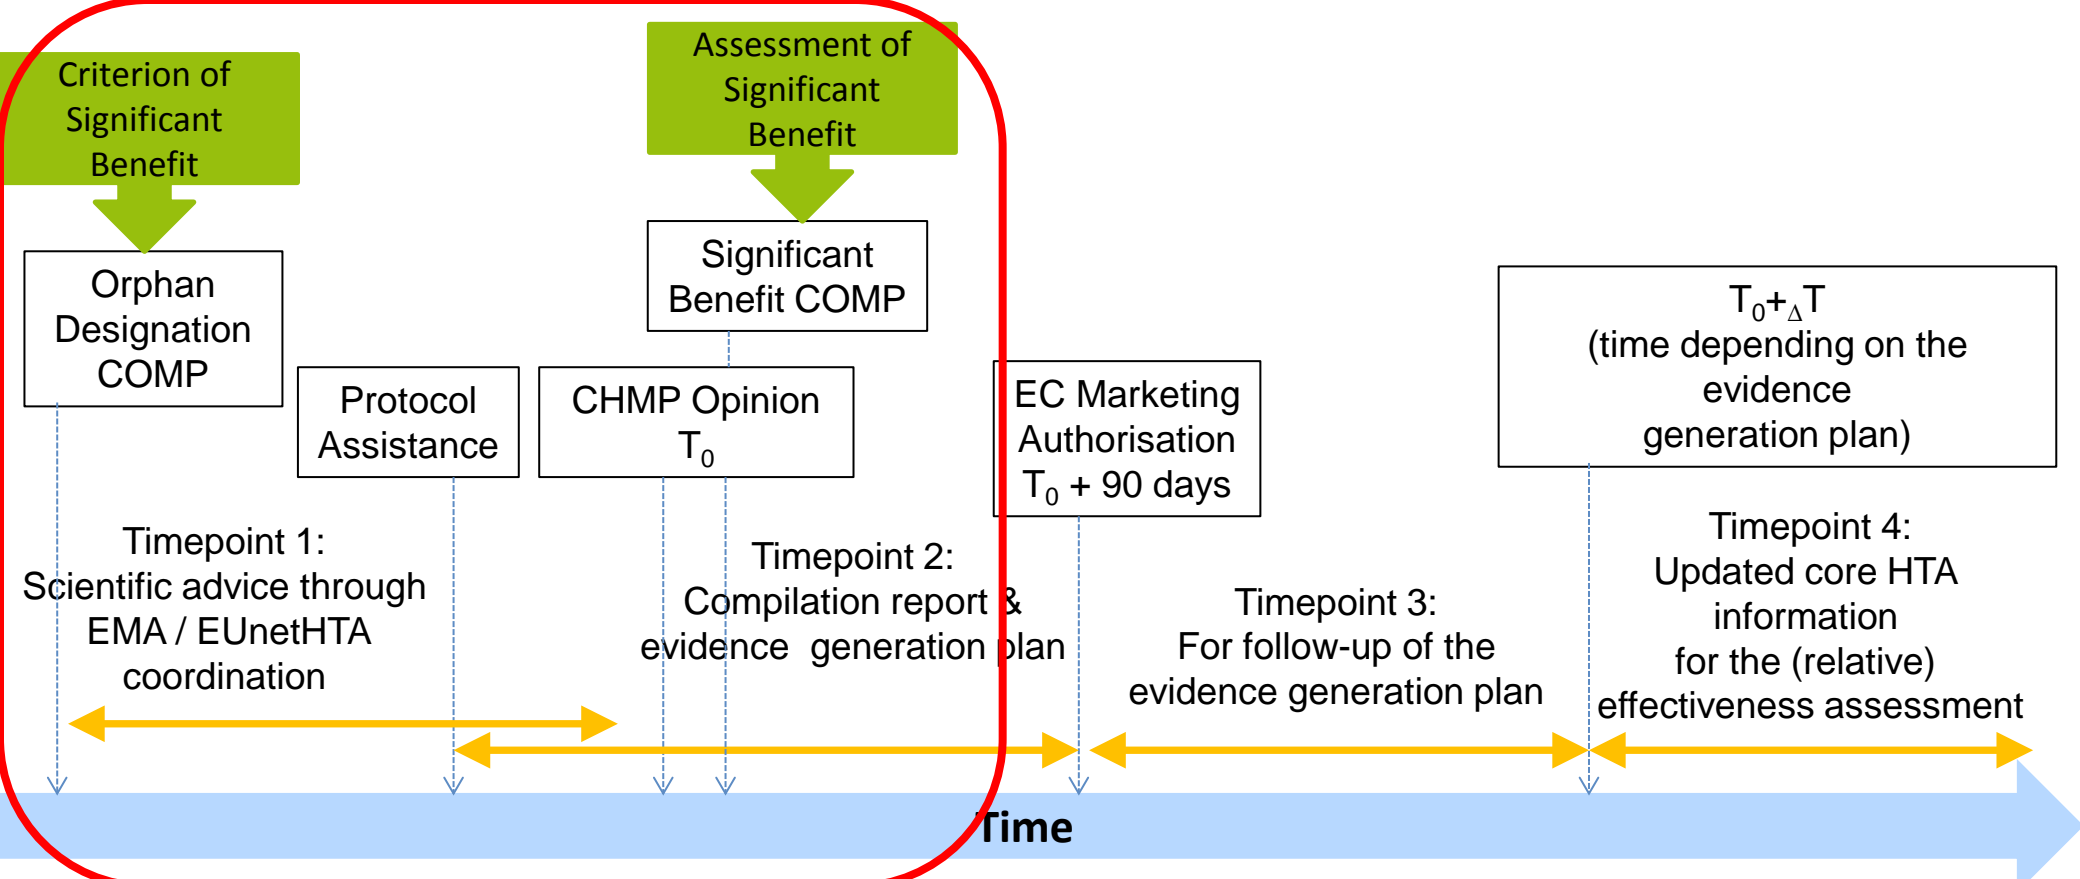 Criterion of
Significant
Benefit
Assessment of
Significant
Benefit
Orphan
Designation
COMP
Significant
Benefit COMP
Protocol
Assistance
CHMP Opinion
T0
EC Marketing
Authorisation
T0 + 90 days
T0+ΔT
(time depending on the
evidence
generation plan)
Timepoint 1:
Scientific advice through
EMA / EUnetHTA
coordination
Timepoint 2:
Compilation report &
evidence generation plan
Timepoint 3:
For follow-up of the
evidence generation plan
Timepoint 4:
Updated core HTA
information
for the (relative)
effectiveness assessment
Time